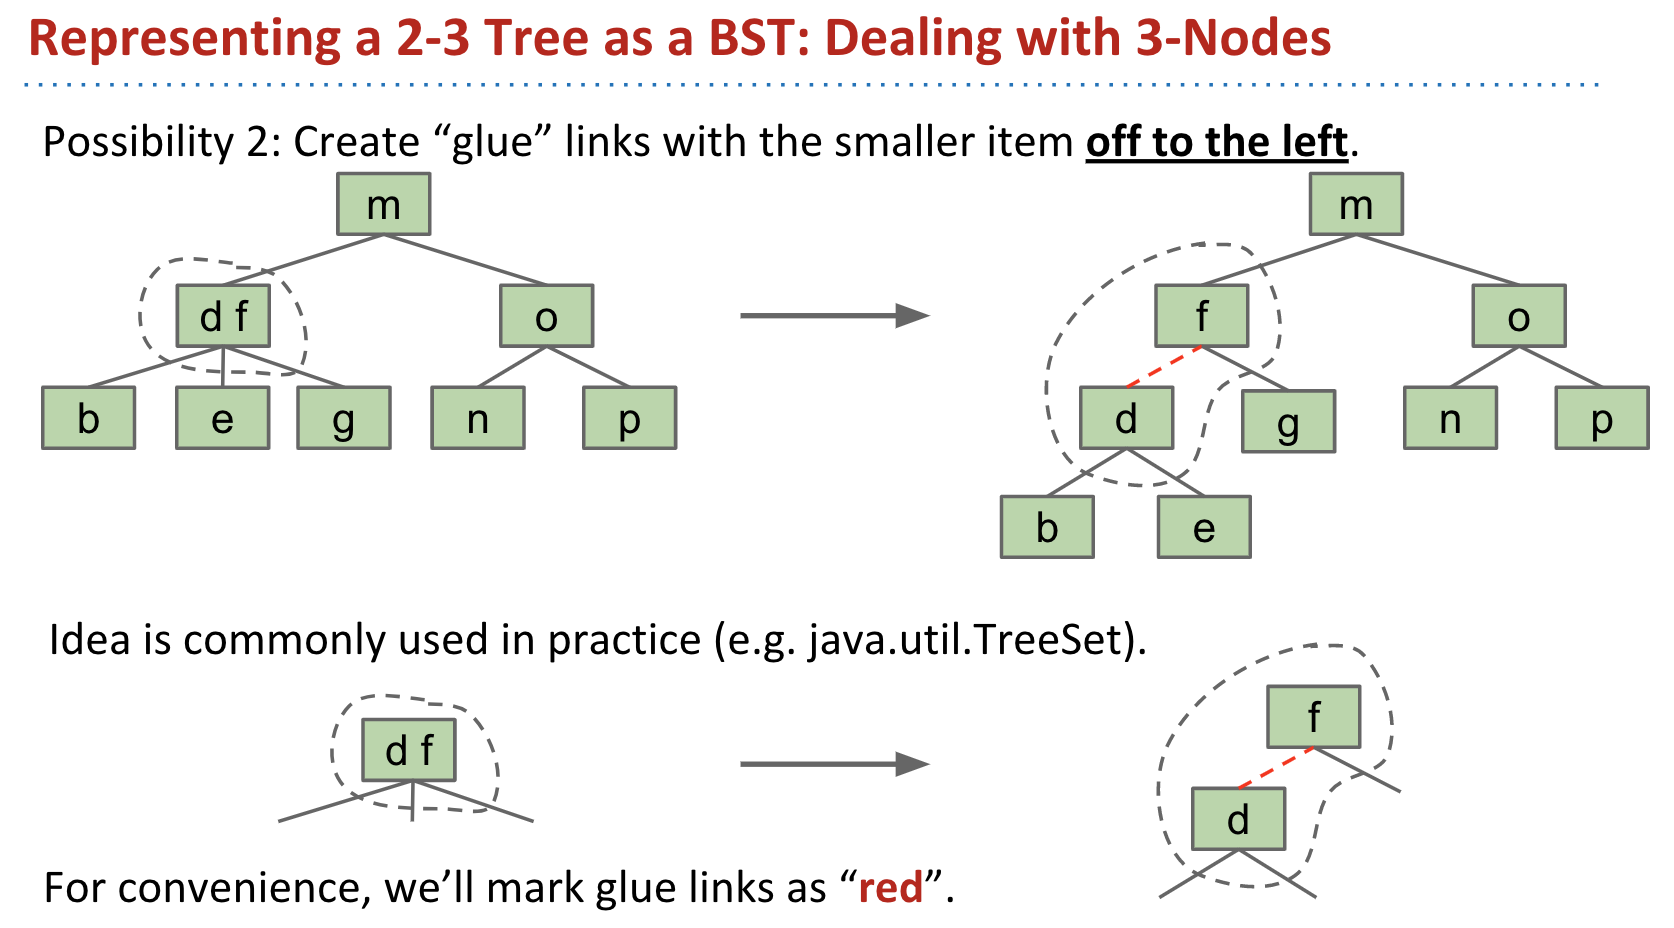 Representing a 2-3 Tree as a BST: Dealing with 3-Nodes
Possibility 2: Create “glue” links with the smaller item off to the left.
m
d f
o
b
e
g
n
p
m
f
o
d
g
n
p
b
e
Idea is commonly used in practice (e.g. java.util.TreeSet).
d f
f
d
For convenience, we’ll mark glue links as “red”.